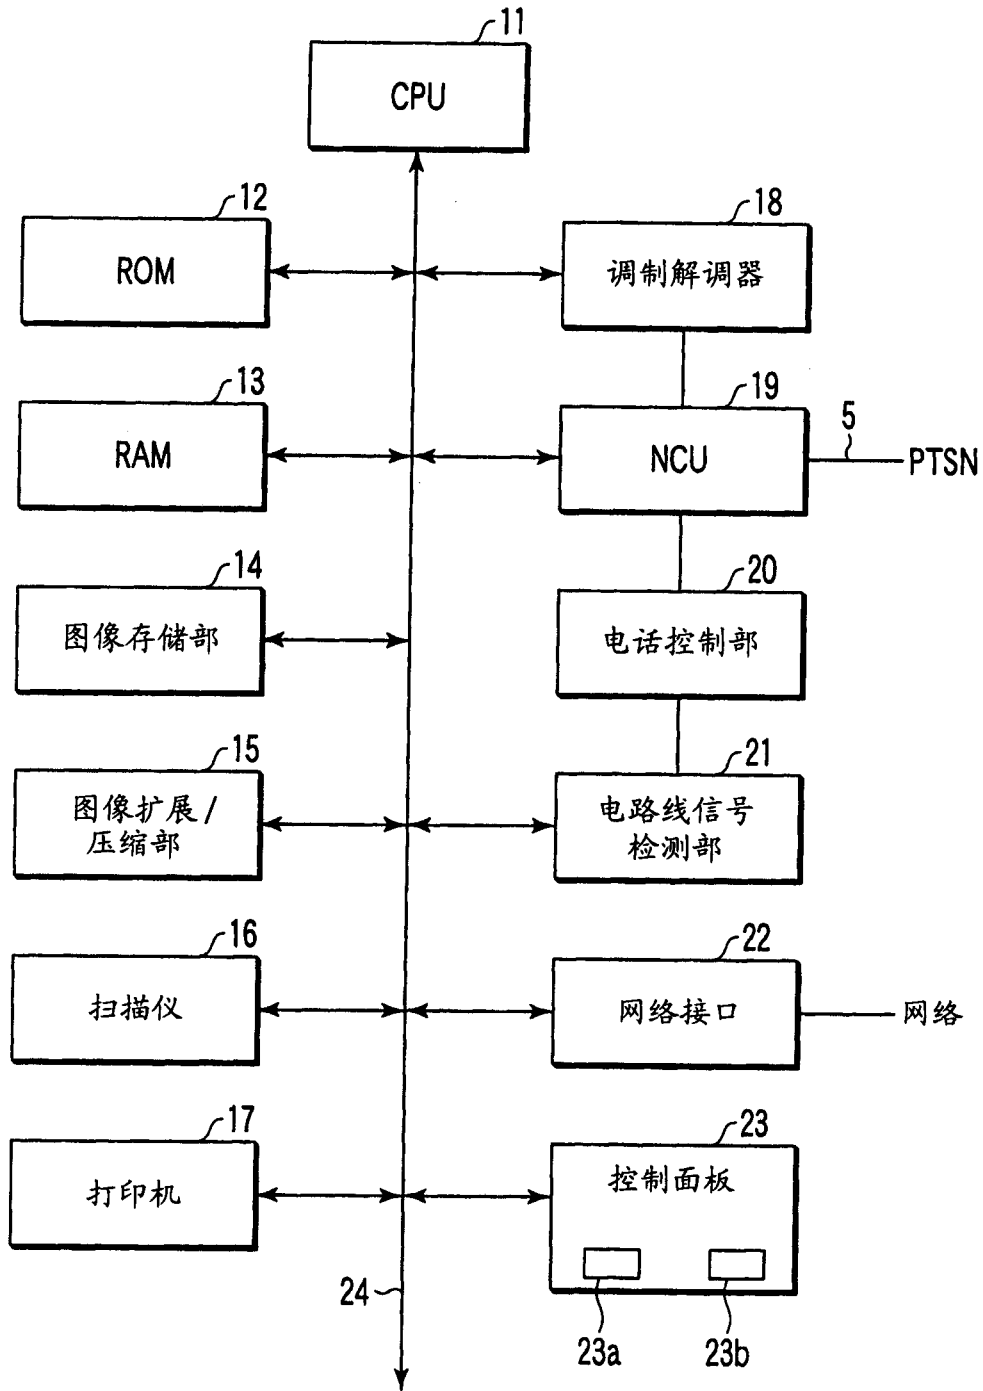 11
CPU
12
ROM
18
调制解调器
13
RAM
19
NCU
5
PTSN
14
图像存储部
20
电话控制部
15
图像扩展/
压缩部
21
电路线信号
检测部
16
扫描仪
22
网络接口
网络
17
打印机
23
控制面板
24
23a
23b